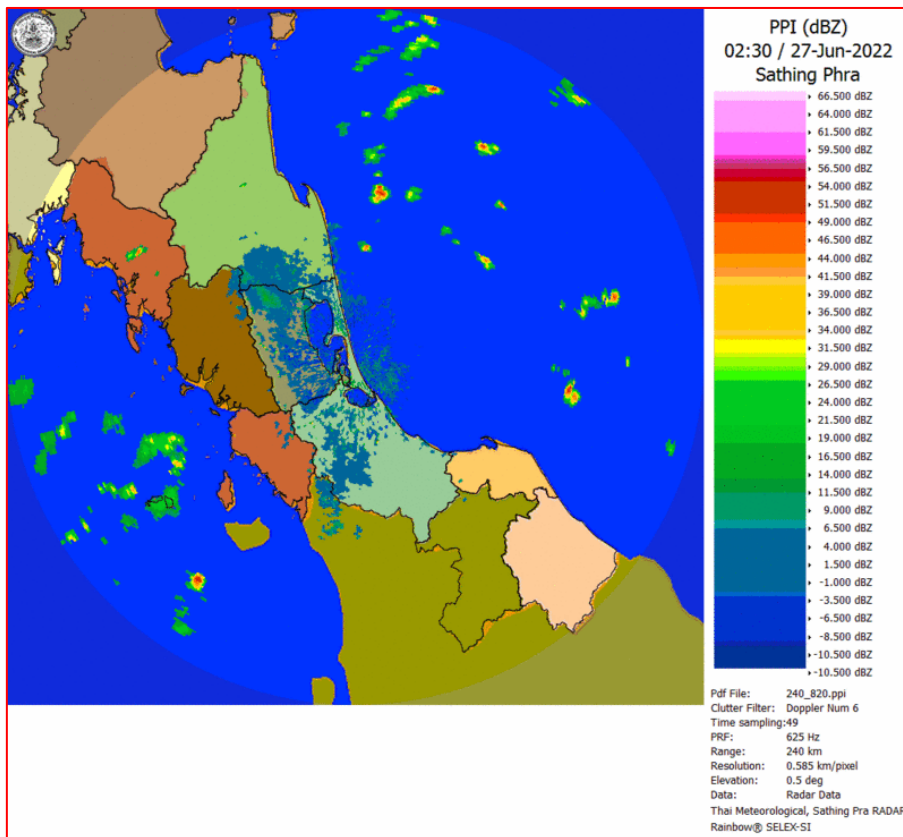 PPI (dBZ)
02:30 / 27-Jun-2022
Sathing Phra
66.500 dBZ
64.000 dBZ
61.500 dBZ
59.500 dBZ
56.500 dBZ
54.000 dBZ
51.500 dBZ
49.000 dBZ
46.500 dBZ
44.000 dBZ
41.500 dBZ
39.000 dBZ
36.500 dBZ
34.000 dBZ
31.500 dBZ
29.000 dBZ
26.500 dBZ
24.000 dBZ
21.500 dBZ
19.000 dBZ
16.500 dBZ
14.000 dBZ
11.500 dBZ
9.000 dBZ
6.500 dBZ
4.000 dBZ
1.500 dBZ
-1.000 dBZ
-3.500 dBZ
-6.500 dBZ
-8.500 dBZ
-10.500 dBZ
-10.500 dBZ
Pdf File: 240_820.ppi
Clutter Filter: Doppler Num 6
Time sampling:49
PRF: 625 Hz
Range: 240 km
Resolution: 0.585 km/pixel
Elevation: 0.5 deg
Data: Radar Data
Thai Meteorological, Sathing Pra RADAR
Rainbow® SELEX-SI